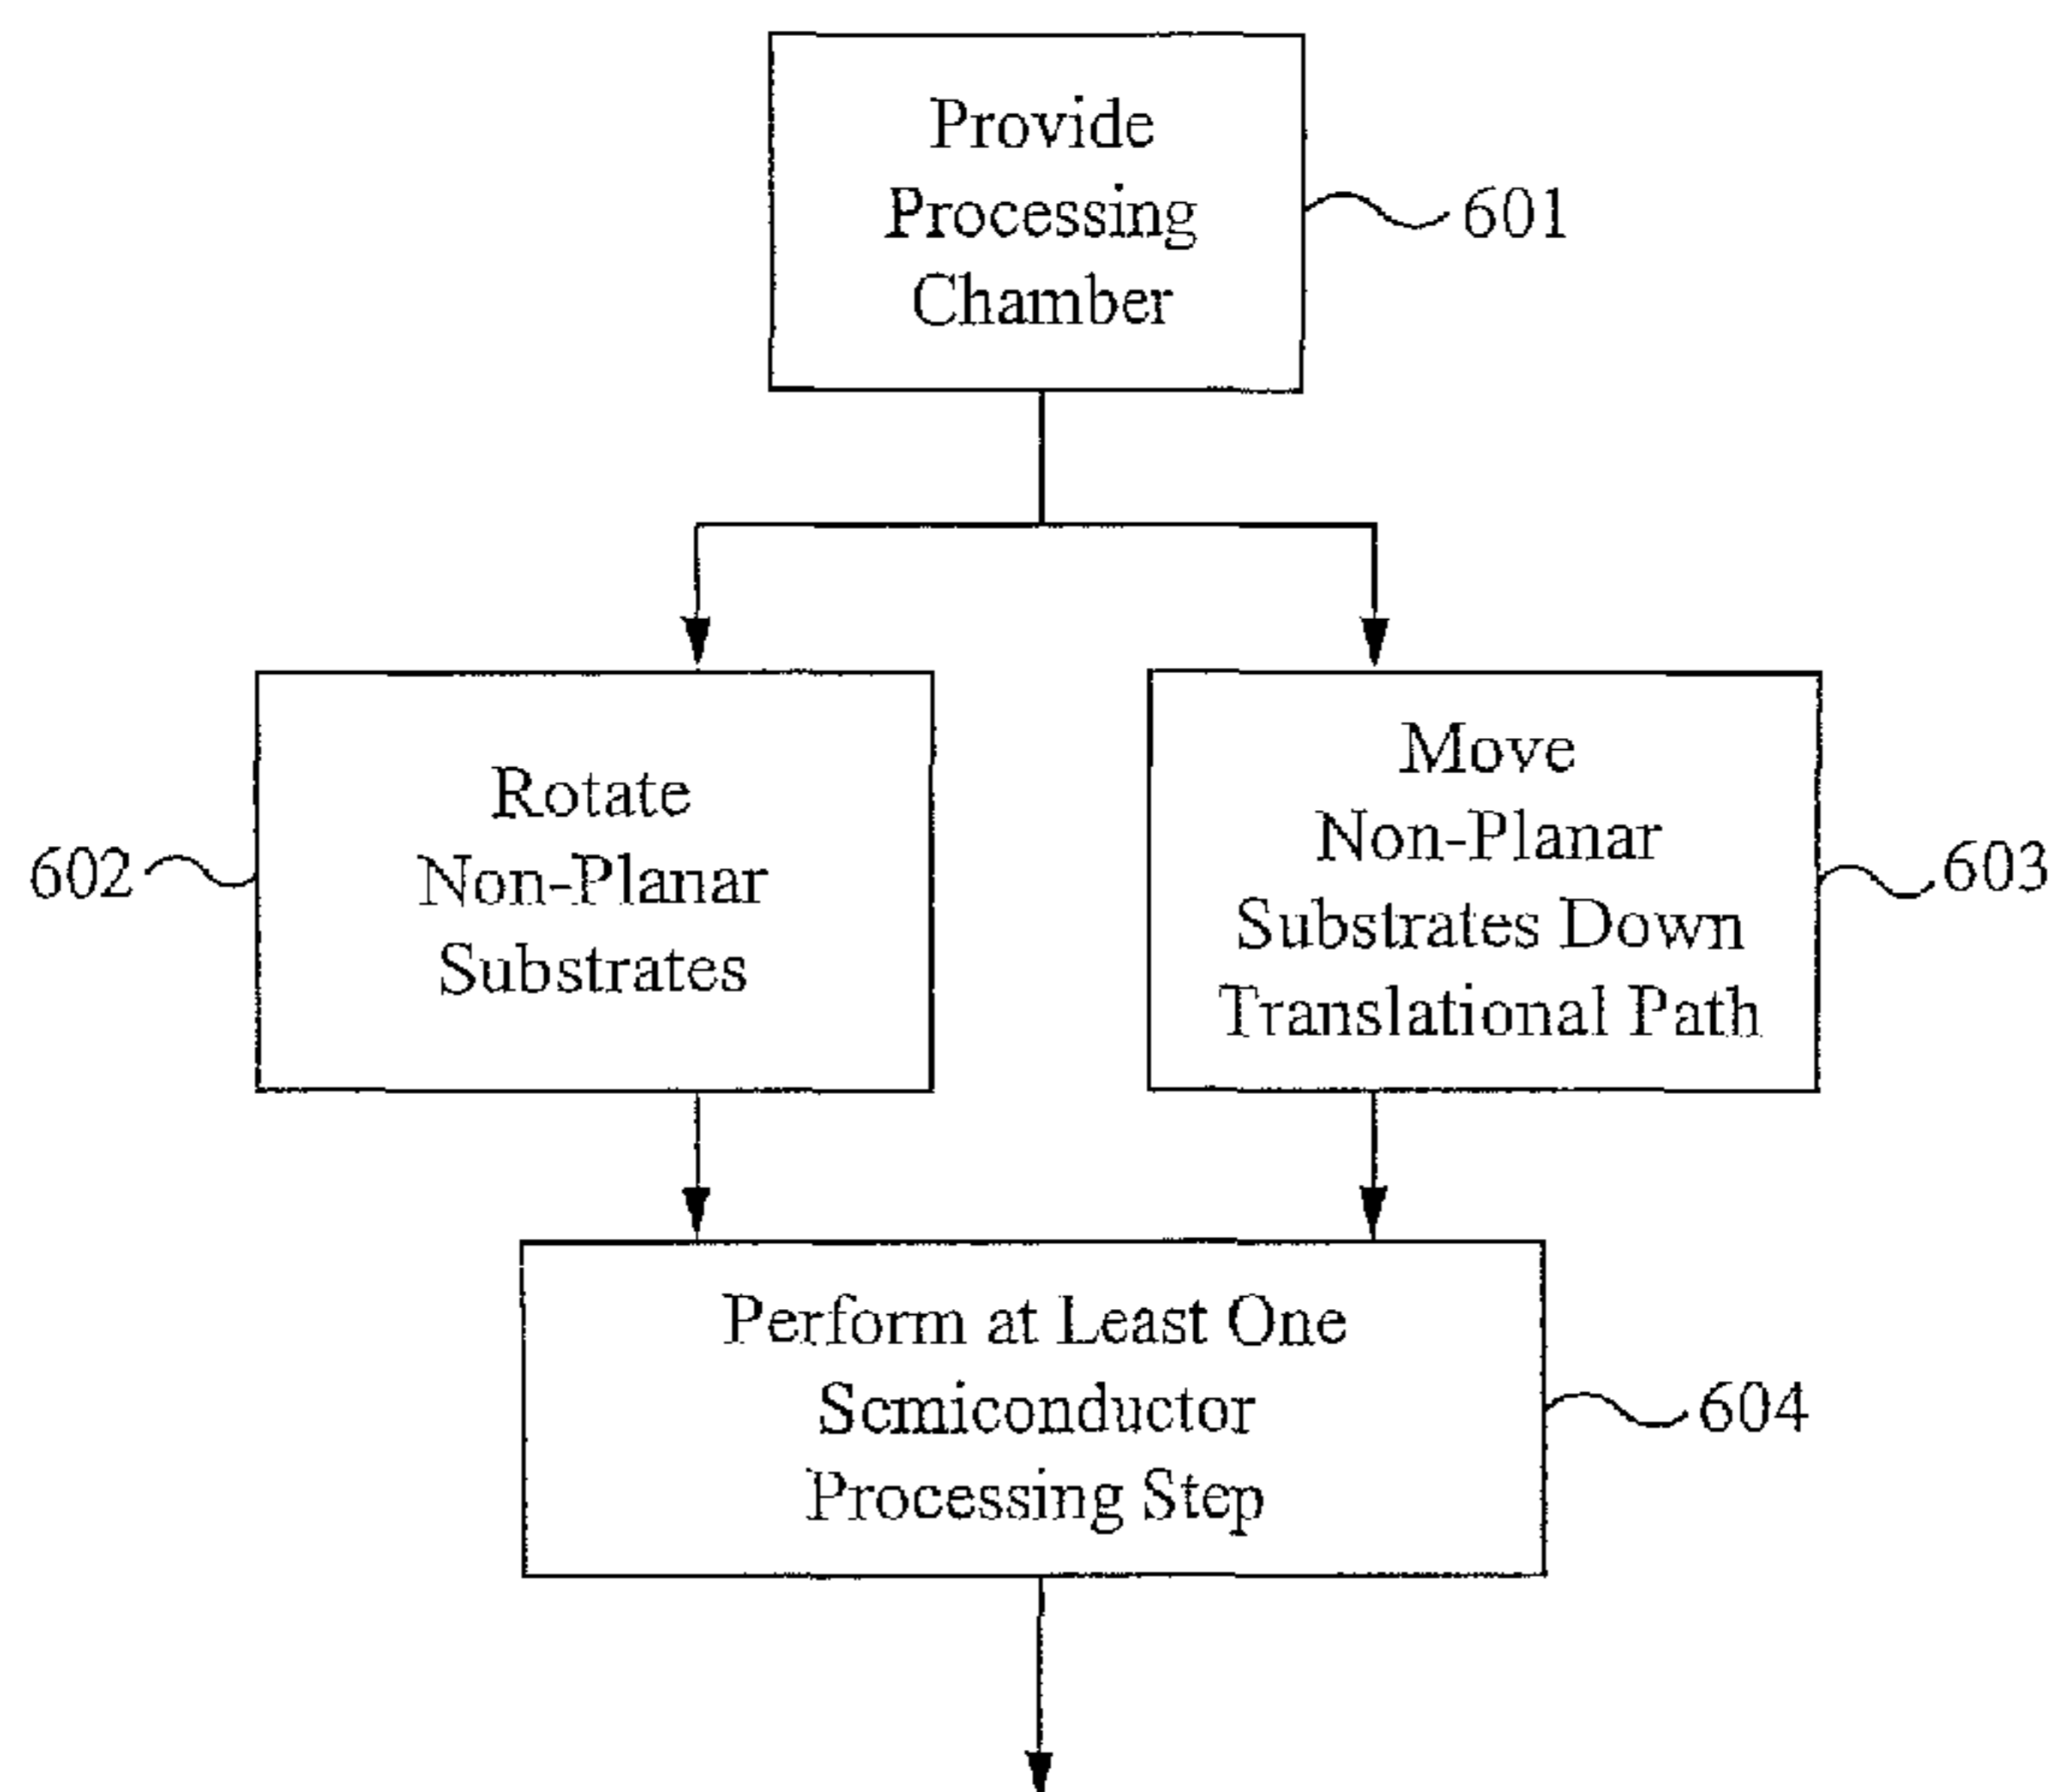 Provide
Processing
Chamber
601
Rotate
Non-Planar
Substrates
602
Move
Non-Planar
Substrates Down
Translational Path
603
Perform at Least One
Semiconductor
Processing Step
604